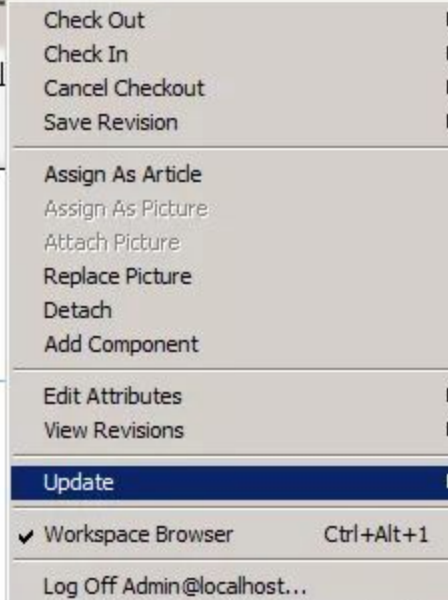 Check Out
Check In
Cancel Checkout
Save Revision
Assign As Article
Assign As Picture
Attach Picture
Replace Picture
Detach
Add Component
Edit Attributes
View Revisions
Update
Workspace Browser Ctrl+Alt+1
Log Off Admin@localhost...